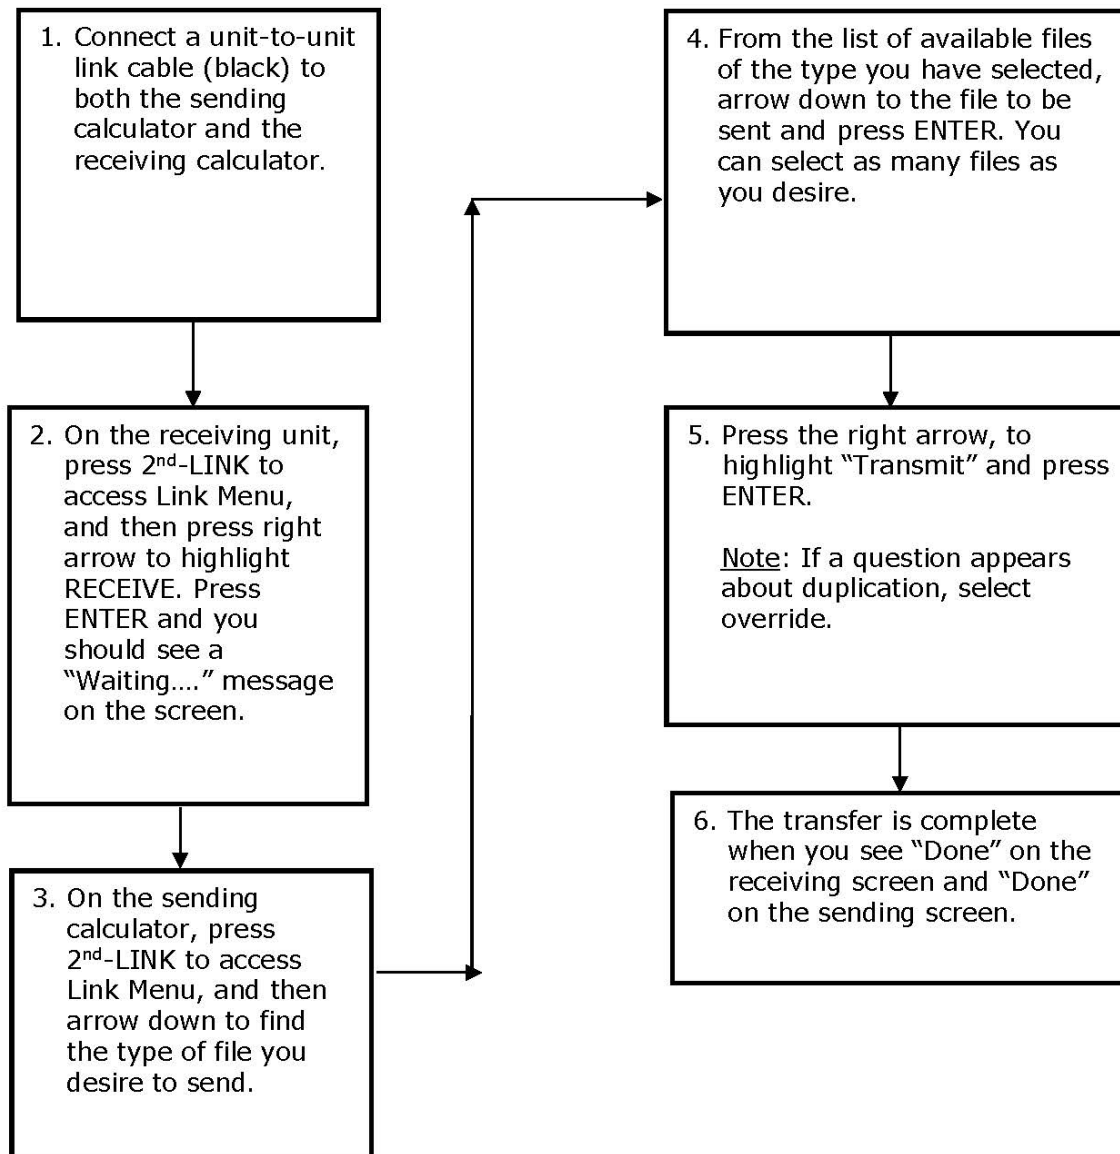 1. Connect a unit-to-unit
link cable (black) to
both the sending
calculator and the
receiving calculator.
2. On the receiving unit,
press 2nd-LINK to
access Link Menu,
and then press right
arrow to highlight
RECEIVE. Press
ENTER and you
should see a
“Waiting....” message
on the screen.
3. On the sending
calculator, press
2nd-LINK to access
Link Menu, and then
arrow down to find
the type of file you
desire to send.
4. From the list of available files
of the type you have selected,
arrow down to the file to be
sent and press ENTER. You
can select as many files as
you desire.
5. Press the right arrow, to
highlight “Transmit” and press
ENTER.
Note: If a question appears
about duplication, select
override.
6. The transfer is complete
when you see “Done” on the
receiving screen and “Done”
on the sending screen.